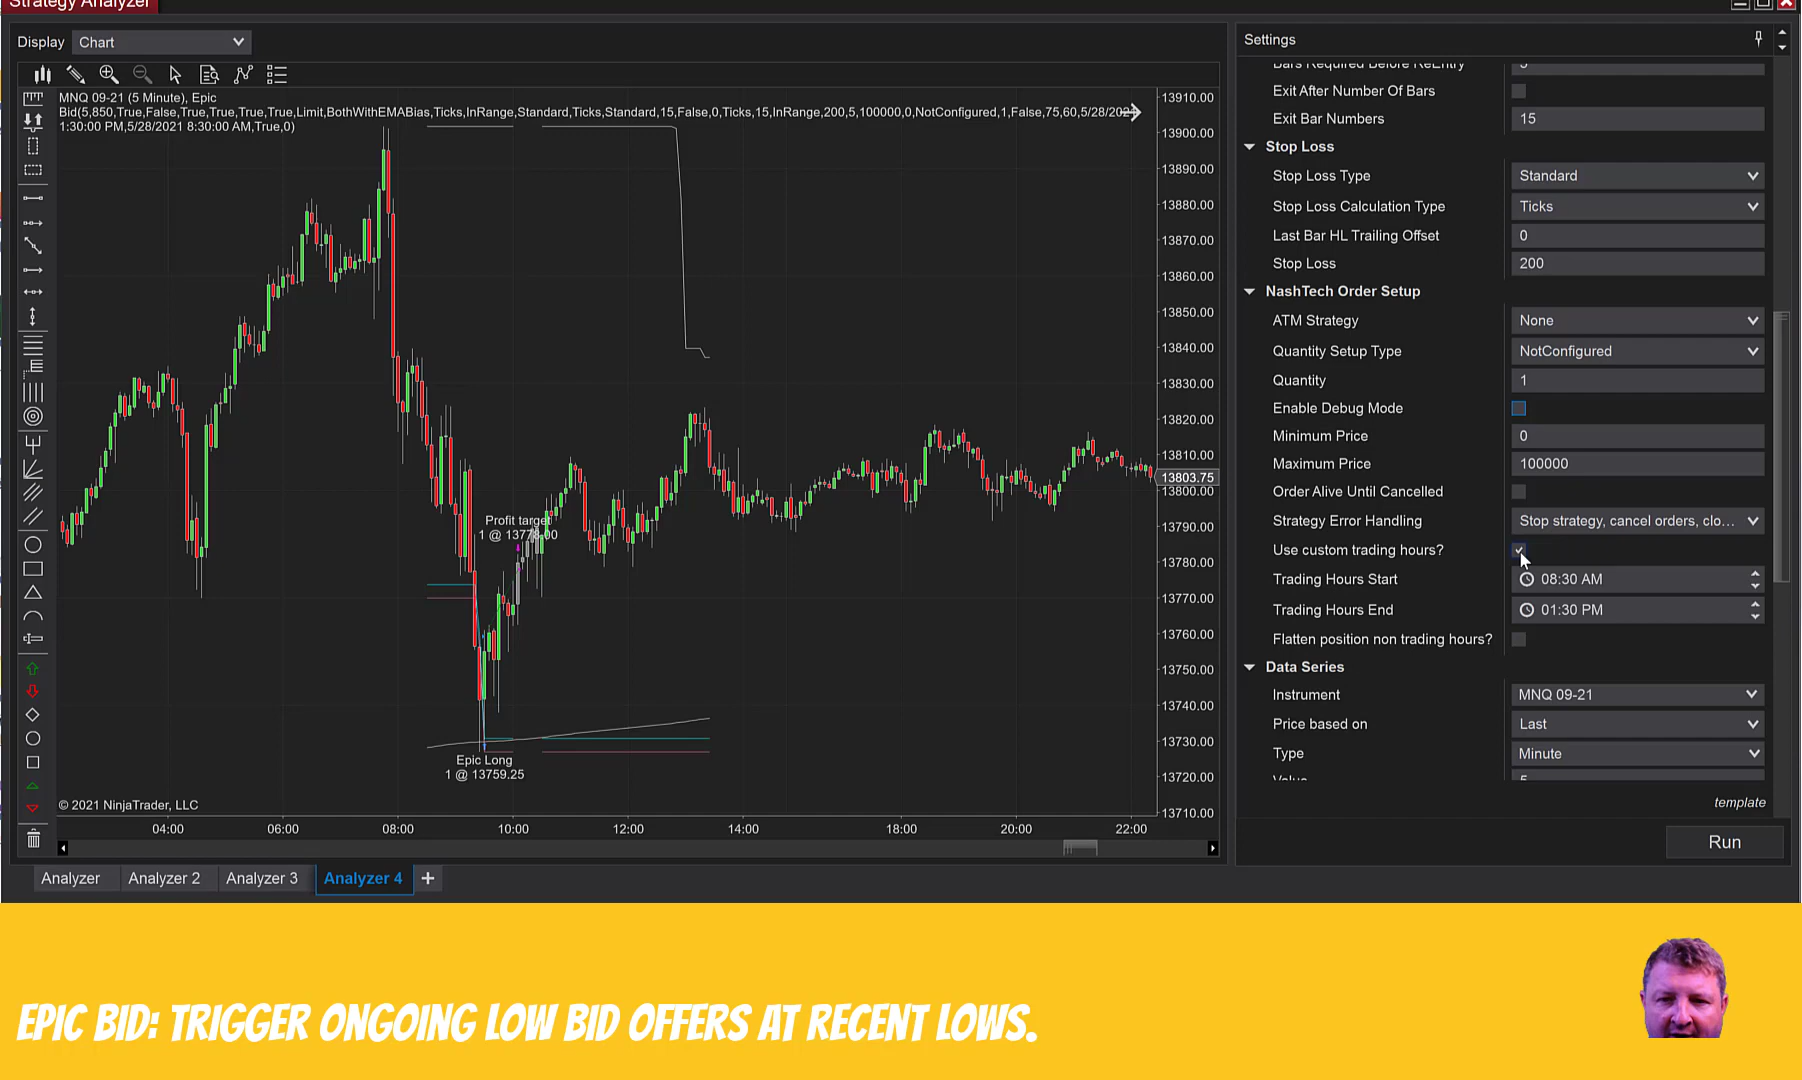 Strategy Analyzer
Display
Chart
MNQ 09-21 (5 Minute), Epic
Bid(5,850,True,False,True,True,True,True,Limit,BothWithEMABias,Ticks,InRange,Standard,Ticks,Standard,15,False,0,Ticks,15,InRange,200,5,100000,0,NotConfigured,1,False,75,60,5/28/2021
1:30:00 PM,5/28/2021 8:30:00 AM,True,0)
Profit target
1 @ 13778.00
Epic Long
1 @ 13759.25
© 2021 NinjaTrader, LLC
13910.00
13900.00
13890.00
13880.00
13870.00
13860.00
13850.00
13840.00
13830.00
13820.00
13810.00
13803.75
13800.00
13790.00
13780.00
13770.00
13760.00
13750.00
13740.00
13730.00
13720.00
13710.00
04:00 06:00 08:00 10:00 12:00 14:00 18:00 20:00 22:00
Analyzer Analyzer 2 Analyzer 3 Analyzer 4 +
Settings
Bars Required Before ReEntry
Exit After Number Of Bars
Exit Bar Numbers 15
Stop Loss
Stop Loss Type Standard
Stop Loss Calculation Type Ticks
Last Bar HL Trailing Offset 0
Stop Loss 200
NashTech Order Setup
ATM Strategy None
Quantity Setup Type NotConfigured
Quantity 1
Enable Debug Mode
Minimum Price 0
Maximum Price 100000
Order Alive Until Cancelled
Strategy Error Handling Stop strategy, cancel orders, clo...
Use custom trading hours?
Trading Hours Start 08:30 AM
Trading Hours End 01:30 PM
Flatten position non trading hours?
Data Series
Instrument MNQ 09-21
Price based on Last
Type Minute
Value 5
template
Run
EPIC BID: TRIGGER ONGOING LOW BID OFFERS AT RECENT LOWS.